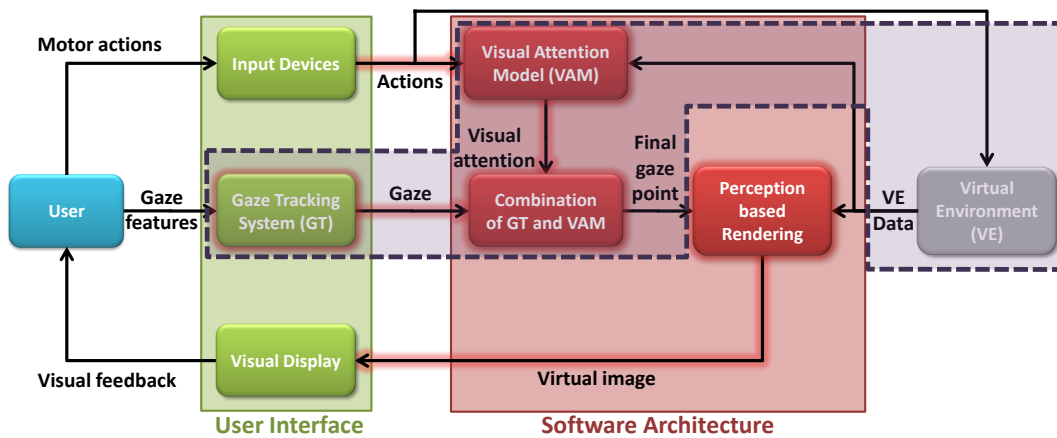 Motor actions
Input Devices
Actions
Visual Attention
Model (VAM)
Visual
attention
Final
gaze
point
User
Gaze
features
Gaze Tracking
System (GT)
Gaze
Combination
of GT and VAM
Perception
based
Rendering
VE
Data
Virtual
Environment
(VE)
Visual Display
Visual feedback
Virtual image
User Interface
Software Architecture